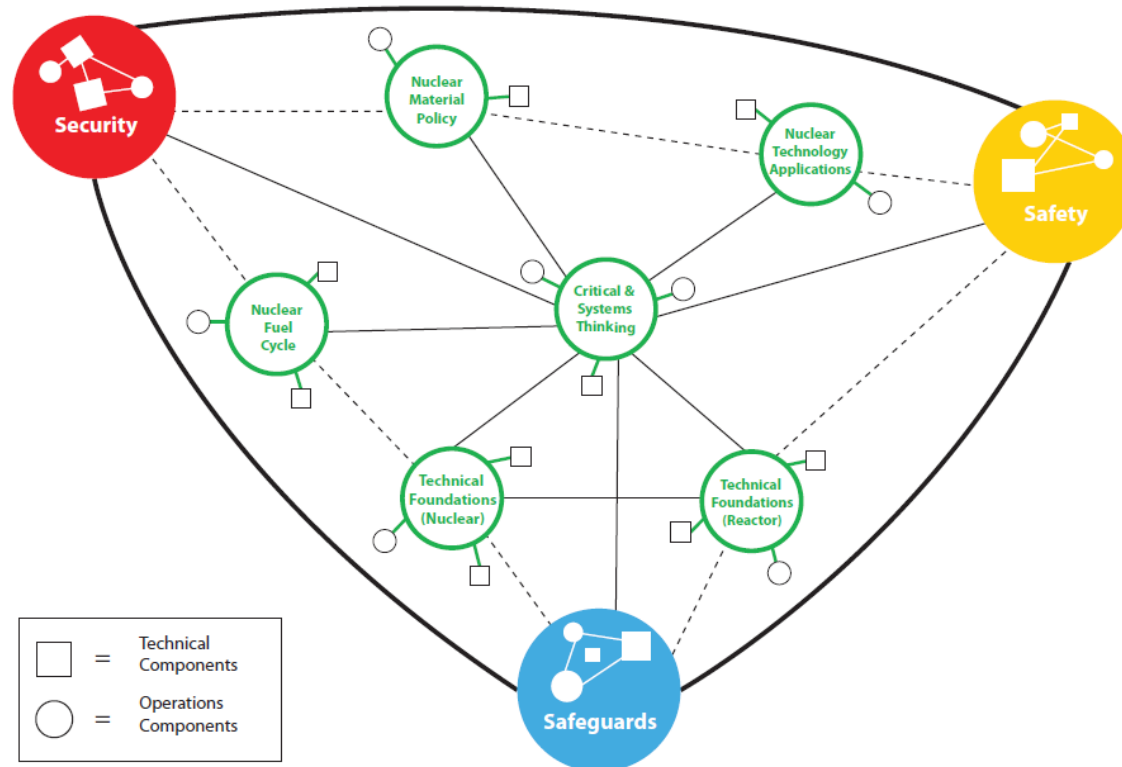 Security
Nuclear
Material
Policy
Nuclear
Technology
Applications
Safety
Nuclear
Fuel
Cycle
Critical &
Systems
Thinking
Technical
Foundations
(Nuclear)
Technical
Foundations
(Reactor)
Safeguards
= Technical
Components
= Operations
Components